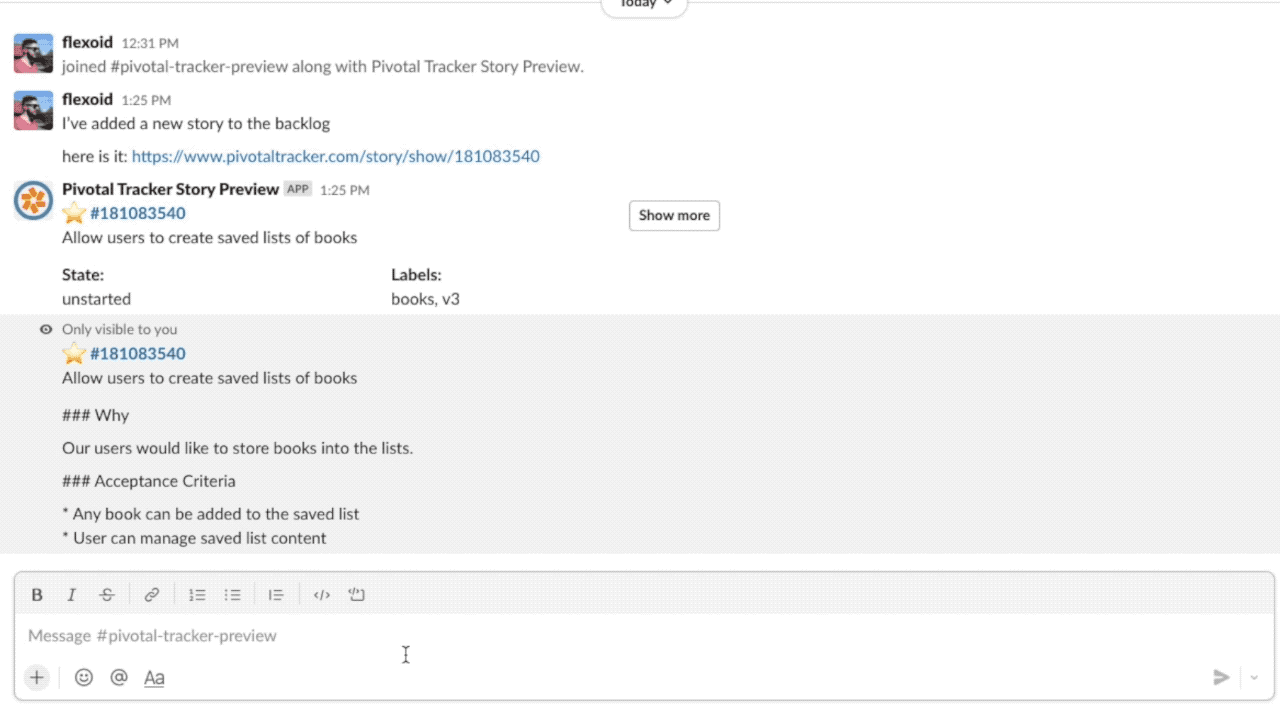 Today
flexoid 12:31 PM
joined #pivotal-tracker-preview along with Pivotal Tracker Story Preview.
flexoid 1:25 PM
I've added a new story to the backlog
here is it: https://www.pivotaltracker.com/story/show/181083540
Pivotal Tracker Story Preview APP 1:25 PM
#181083540
Show more
Allow users to create saved lists of books
State: Labels:
unstarted books, v3
Only visible to you
#181083540
Allow users to create saved lists of books
### Why
Our users would like to store books into the lists.
### Acceptance Criteria
* Any book can be added to the saved list
* User can manage saved list content
B I S
Message #pivotal-tracker-preview
+ @ Aa